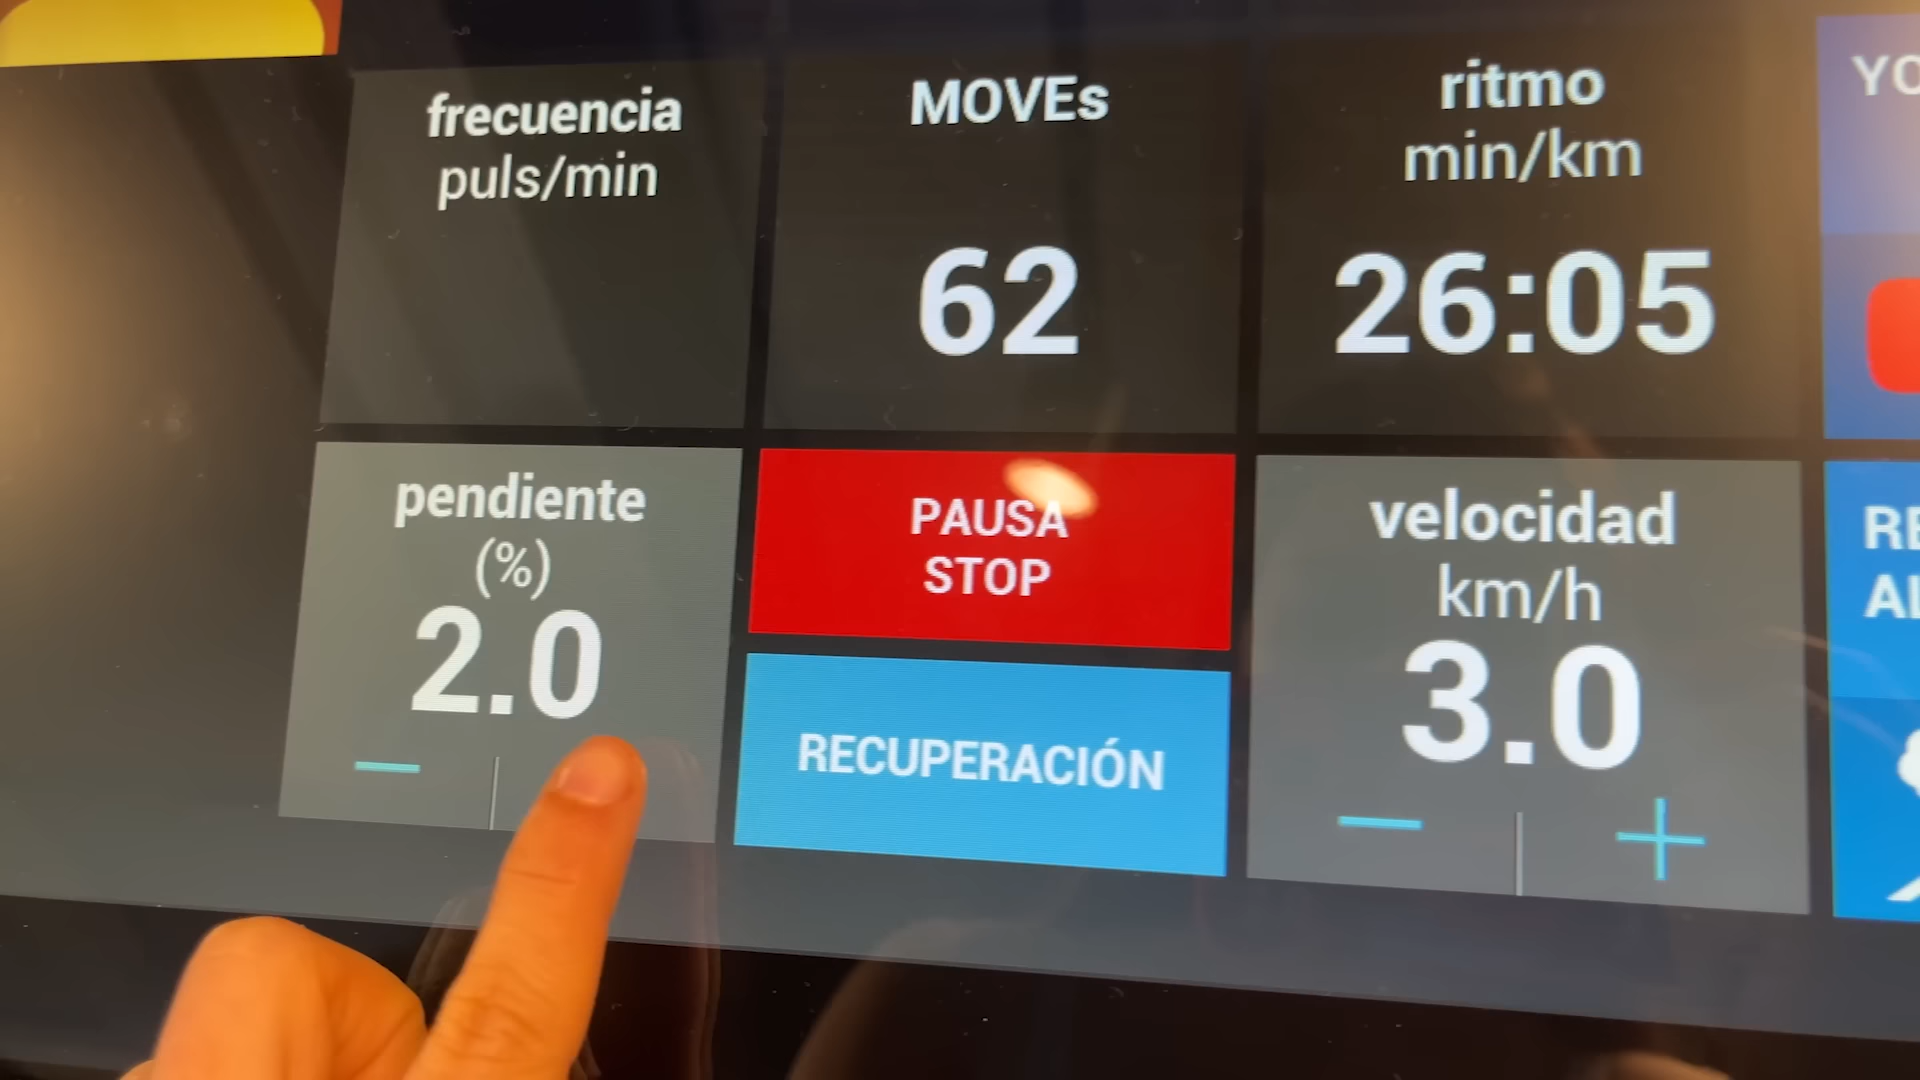 frecuencia
puls/min
MOVEs
62
ritmo
min/km
26:05
pendiente
(%)
2.0
PAUSA
STOP
RECUPERACIÓN
velocidad
km/h
3.0